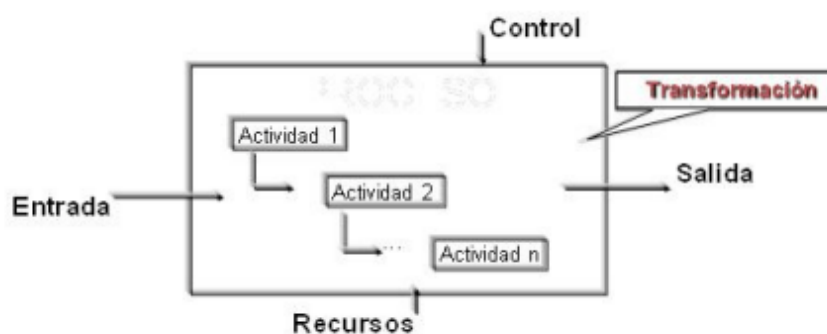 Control
Transformación
Actividad 1
Entrada
Actividad 2
Salida
...
Actividad n
Recursos